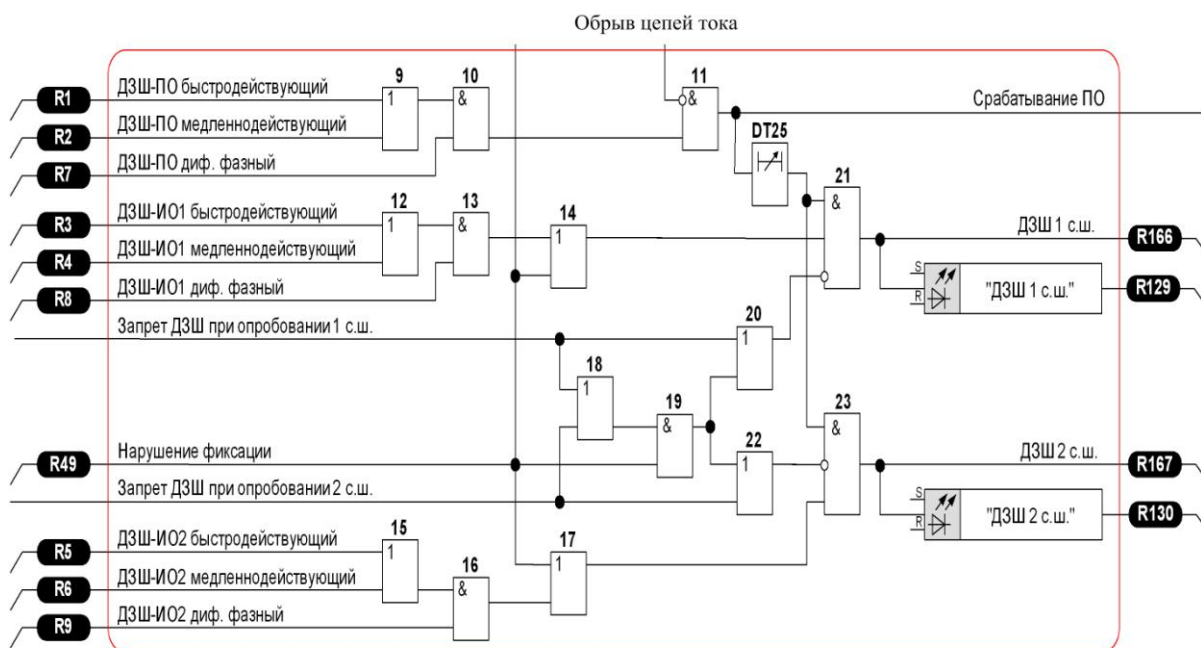 Обрыв цепей тока
R1 ДЗШ-ПО быстродействующий 9 10 11 Срабатывание ПО
1 & &
R2 ДЗШ-ПО медленнодействующий
DT25
R7 ДЗШ-ПО диф. фазный
21
&
R3 ДЗШ-ИО1 быстродействующий 12 13 14
1 & 1
ДЗШ 1 с.ш. R166
R4 ДЗШ-ИО1 медленнодействующий
S
R "ДЗШ 1 с.ш." R129
R8 ДЗШ-ИО1 диф. фазный
Запрет ДЗШ при опробовании 1 с.ш. 20
1
18
1
19 23
& &
R49 Нарушение фиксации 22
1
ДЗШ 2 с.ш. R167
Запрет ДЗШ при опробовании 2 с.ш.
S
R "ДЗШ 2 с.ш." R130
R5 ДЗШ-ИО2 быстродействующий 15 16 17
1 & 1
R6 ДЗШ-ИО2 медленнодействующий
R9 ДЗШ-ИО2 диф. фазный